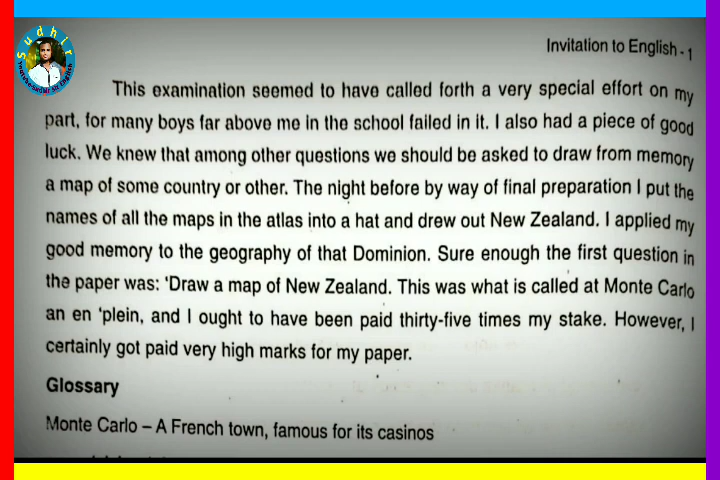 Sudhir
Invitation to English - 1
This examination seemed to have called forth a very special effort on my
part, for many boys far above me in the school failed in it. I also had a piece of good
luck. We knew that among other questions we should be asked to draw from memory
a map of some country or other. The night before by way of final preparation I put the
names of all the maps in the atlas into a hat and drew out New Zealand. I applied my
good memory to the geography of that Dominion. Sure enough the first question in
the paper was: 'Draw a map of New Zealand. This was what is called at Monte Carlo
an en 'plein, and I ought to have been paid thirty-five times my stake. However, I
certainly got paid very high marks for my paper.
Glossary
Monte Carlo – A French town, famous for its casinos